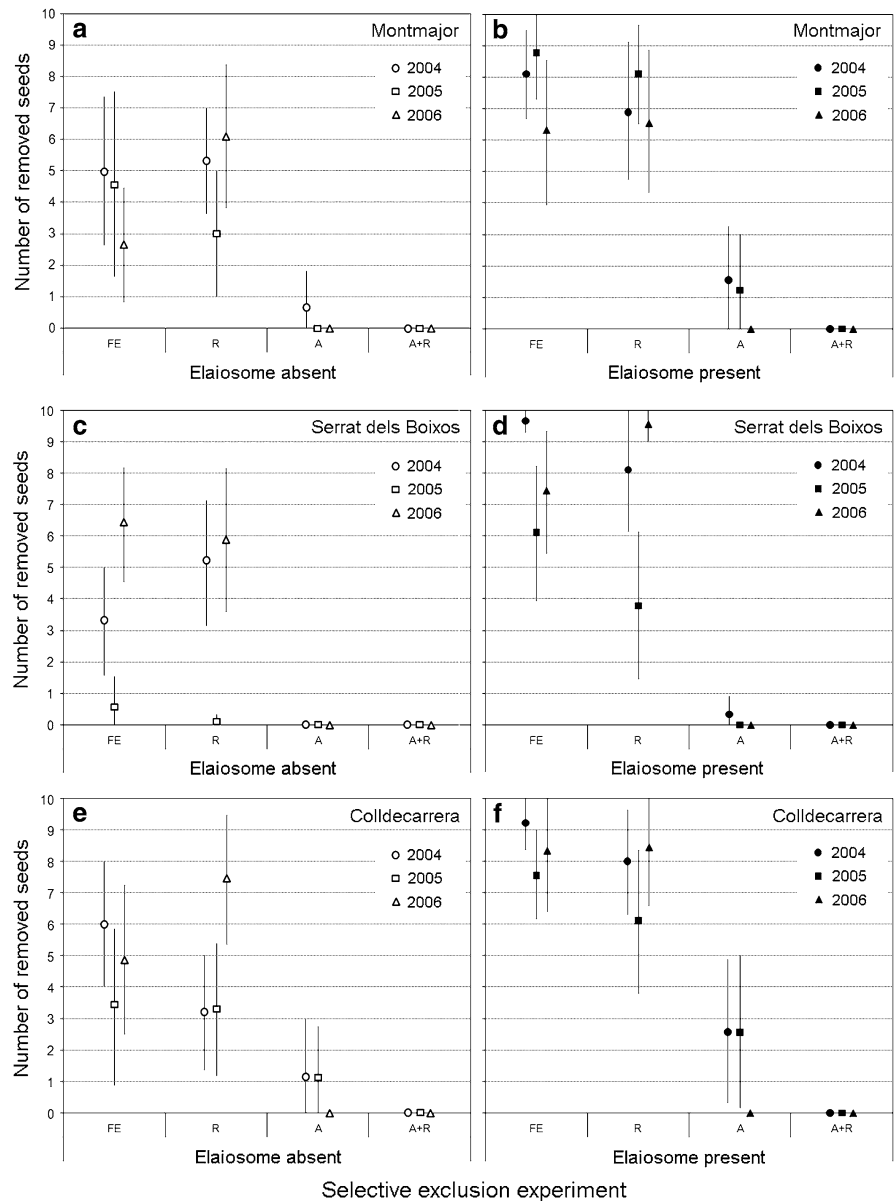 a
Montmajor
2004
2005
2006
Number of removed seeds
10
9
8
7
6
5
4
3
2
1
0
FE
R
A
A+R
Elaiosome absent
b
Montmajor
2004
2005
2006
FE
R
A
A+R
Elaiosome present
c
Serrat dels Boixos
2004
2005
2006
Number of removed seeds
10
9
8
7
6
5
4
3
2
1
0
FE
R
A
A+R
Elaiosome absent
d
Serrat dels Boixos
2004
2005
2006
FE
R
A
A+R
Elaiosome present
e
Colldecarrera
2004
2005
2006
Number of removed seeds
10
9
8
7
6
5
4
3
2
1
0
FE
R
A
A+R
Elaiosome absent
f
Colldecarrera
2004
2005
2006
FE
R
A
A+R
Elaiosome present
Selective exclusion experiment